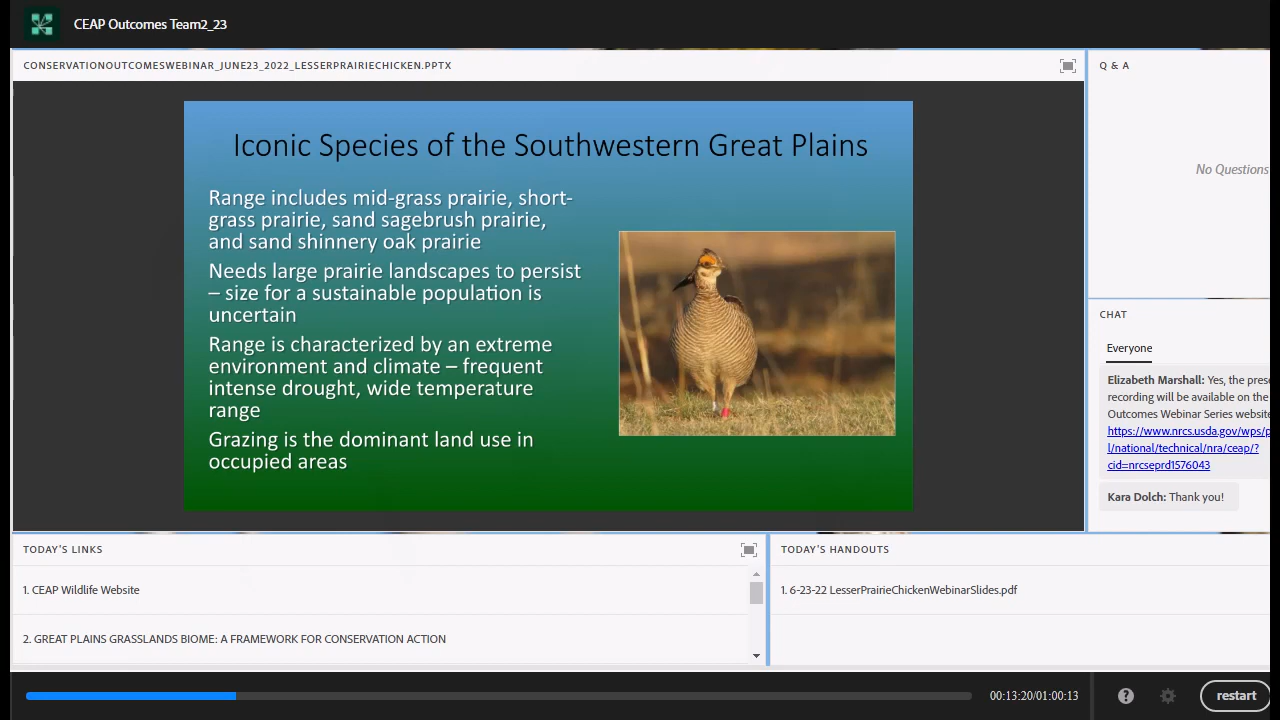 CEAP Outcomes Team2_23
CONSERVATIONOUTCOMESWEBINAR_JUNE23_2022_LESSERPRAIRIECHICKEN.PPTX
Iconic Species of the Southwestern Great Plains
Range includes mid-grass prairie, short-
grass prairie, sand sagebrush prairie,
and sand shinnery oak prairie
Needs large prairie landscapes to persist
– size for a sustainable population is
uncertain
Range is characterized by an extreme
environment and climate – frequent
intense drought, wide temperature
range
Grazing is the dominant land use in
occupied areas
Q & A
No Questions
CHAT
Everyone
Elizabeth Marshall: Yes, the prese
recording will be available on the
Outcomes Webinar Series website
https://www.nrcs.usda.gov/wps/p
l/national/technical/nra/ceap/?
cid=nrcseprd1576043
Kara Dolch: Thank you!
TODAY'S LINKS
1. CEAP Wildlife Website
2. GREAT PLAINS GRASSLANDS BIOME: A FRAMEWORK FOR CONSERVATION ACTION
TODAY'S HANDOUTS
1. 6-23-22 LesserPrairieChickenWebinarSlides.pdf
00:13:20/01:00:13
?
restart